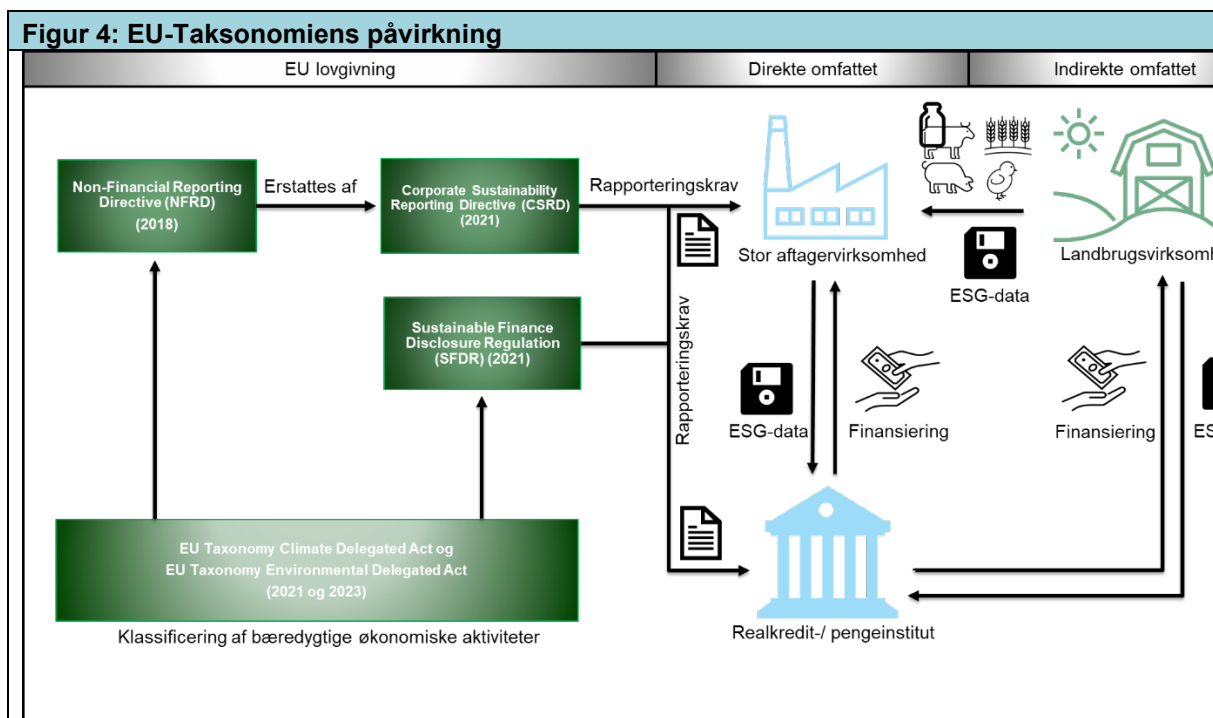 Figur 4: EU-Taksonomiens påvirkning
EU lovgivning
Direkte omfattet
Indirekte omfattet
Non-Financial Reporting
Directive (NFRD)
(2018)
Erstattes af
Corporate Sustainability
Reporting Directive (CSRD)
(2021)
Rapporteringskrav
Stor aftagervirksomhed
ESG-data
Landbrugsvirksomh
Sustainable Finance
Disclosure Regulation
(SFDR) (2021)
Rapporteringskrav
ESG-data
Finansiering
Finansiering
ES
EU Taxonomy Climate Delegated Act og
EU Taxonomy Environmental Delegated Act
(2021 og 2023)
Klassificering af bæredygtige økonomiske aktiviteter
Realkredit-/ pengeinstitut